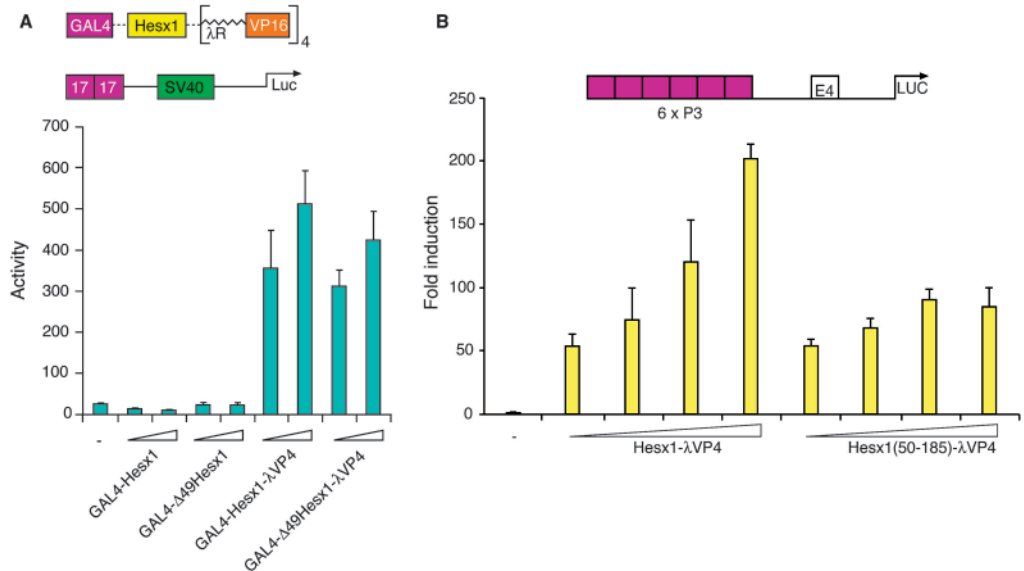 A
GAL4 Hesx1 λR VP16 4
17 17 SV40 Luc
700
600
500
400
300
200
100
0
Activity
-
GAL4-Hesx1
GAL4-Δ49Hesx1
GAL4-Hesx1-λVP4
GAL4-Δ49Hesx1-λVP4
B
E4 LUC
6 x P3
250
200
150
100
50
0
Fold induction
-
Hesx1-λVP4
Hesx1(50-185)-λVP4